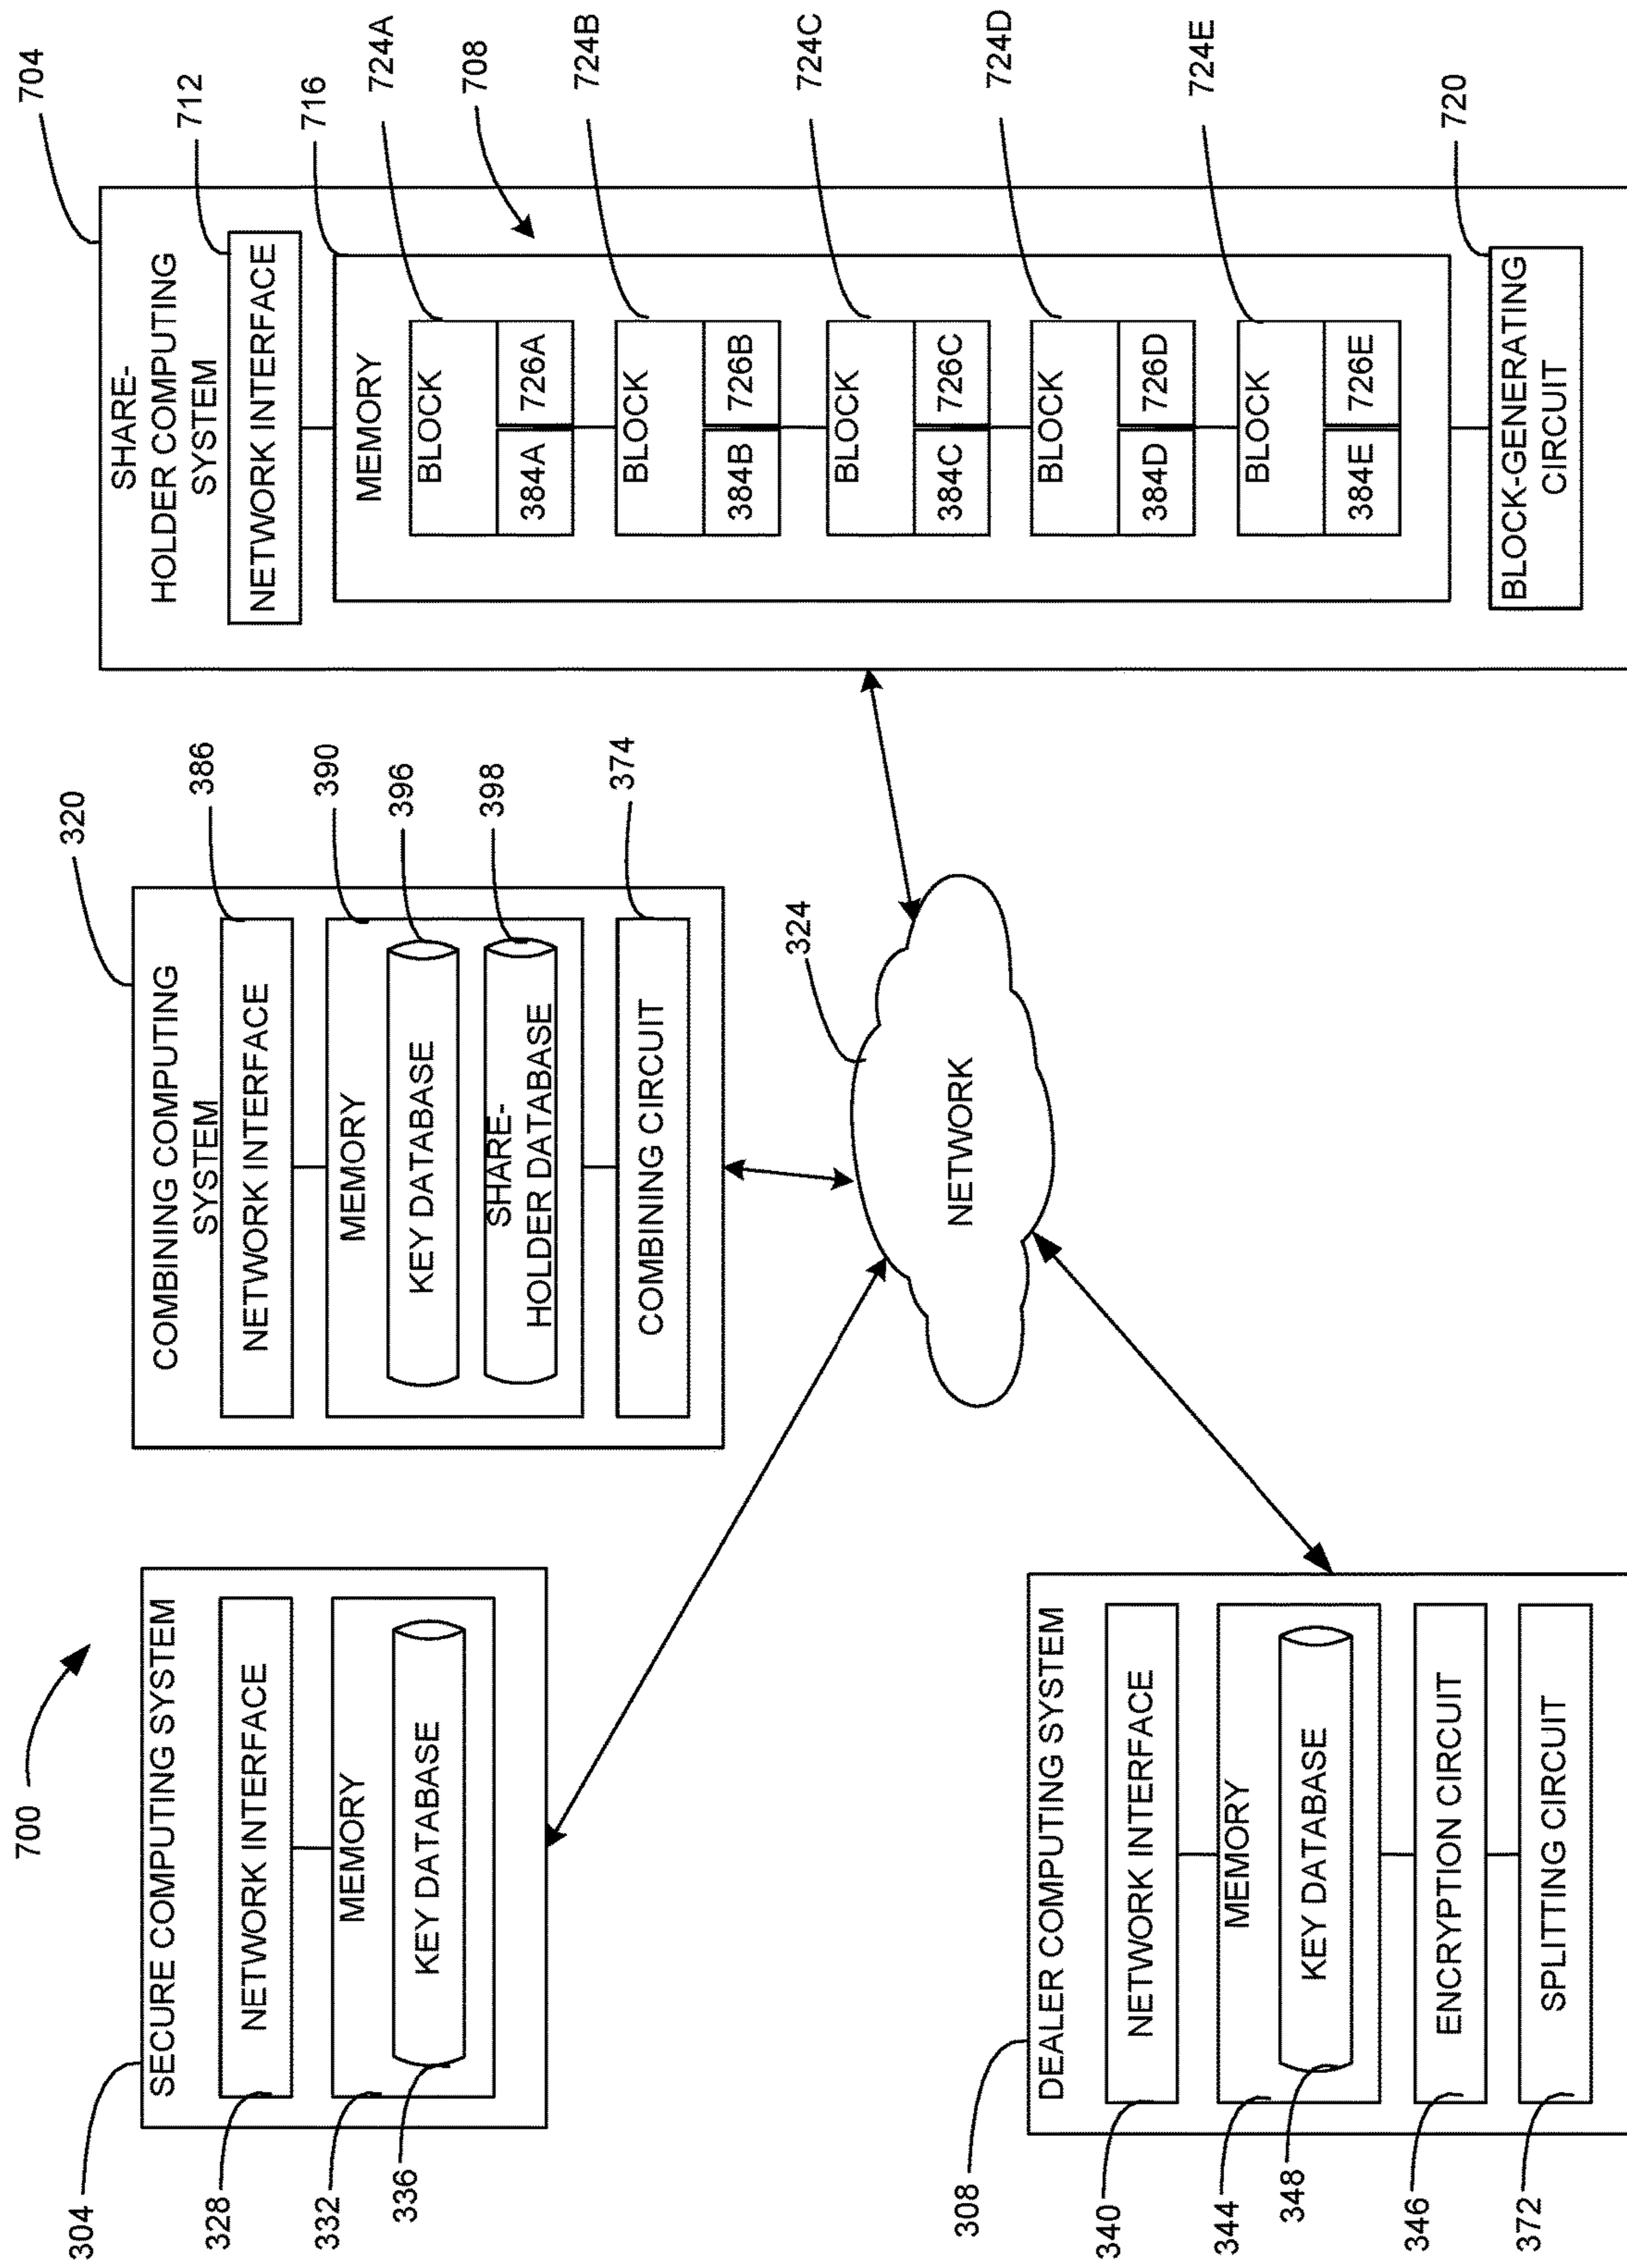 700
304
SECURE COMPUTING SYSTEM
328
NETWORK INTERFACE
332
MEMORY
336
KEY DATABASE
320
COMBINING COMPUTING
SYSTEM
386
NETWORK INTERFACE
390
MEMORY
396
KEY DATABASE
398
SHARE-
HOLDER DATABASE
374
COMBINING CIRCUIT
704
SHARE-
HOLDER COMPUTING
SYSTEM
712
NETWORK INTERFACE
716
MEMORY
708
724A
BLOCK
384A 726A
724B
BLOCK
384B 726B
724C
BLOCK
384C 726C
724D
BLOCK
384D 726D
724E
BLOCK
384E 726E
720
BLOCK-GENERATING
CIRCUIT
324
NETWORK
308
DEALER COMPUTING SYSTEM
340
NETWORK INTERFACE
344
MEMORY
348
KEY DATABASE
346
ENCRYPTION CIRCUIT
372
SPLITTING CIRCUIT